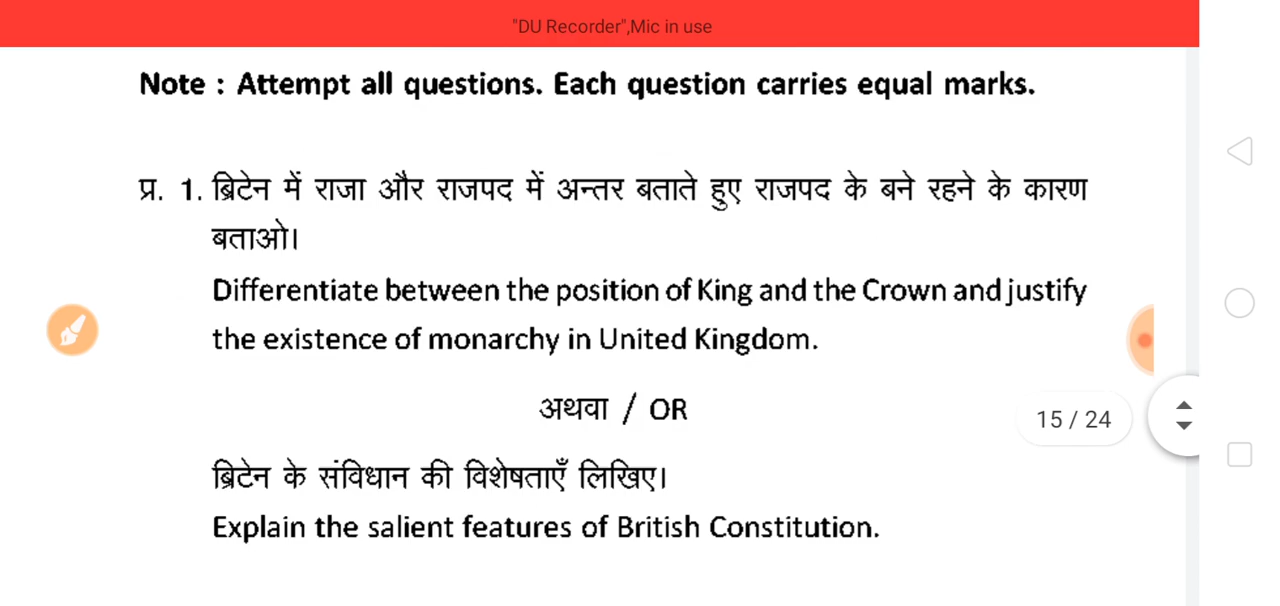 "DU Recorder",Mic in use
Note : Attempt all questions. Each question carries equal marks.
प्र. 1. ब्रिटेन में राजा और राजपद में अन्तर बताते हुए राजपद के बने रहने के कारण
बताओ।
Differentiate between the position of King and the Crown and justify
the existence of monarchy in United Kingdom.
अथवा / OR
15 / 24
ब्रिटेन के संविधान की विशेषताएँ लिखिए।
Explain the salient features of British Constitution.